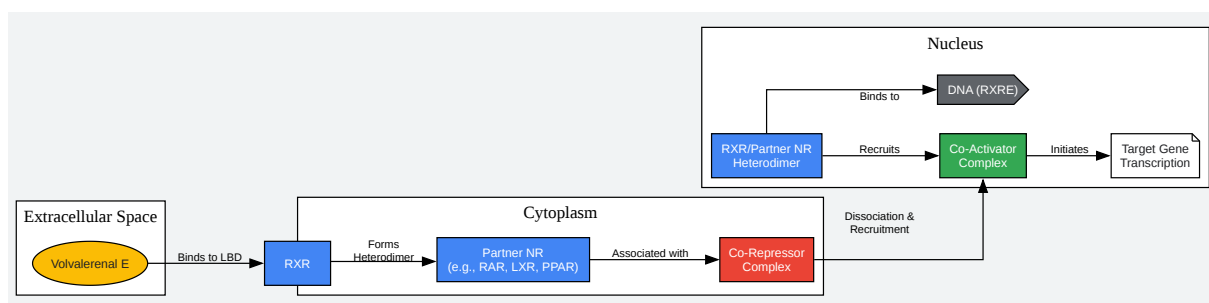 Nucleus
DNA (RXRE)
Binds to
RXR/Partner NR
Heterodimer
Recruits
Co-Activator
Complex
Initiates
Target Gene
Transcription
Extracellular Space
Volvalerenal E
Binds to LBD
Cytoplasm
RXR
Forms
Heterodimer
Partner NR
(e.g., RAR, LXR, PPAR)
Associated with
Co-Repressor
Complex
Dissociation &
Recruitment